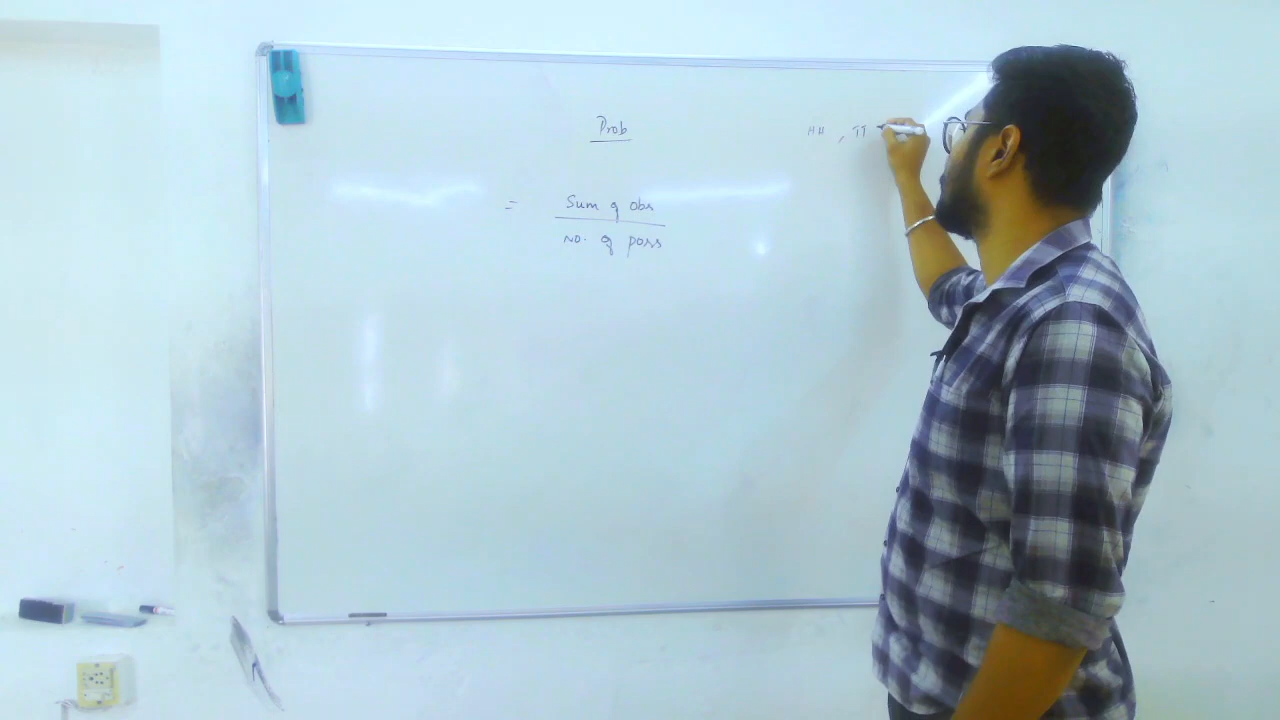 Prob
HH , TT
= Sum of obs
no. of poss